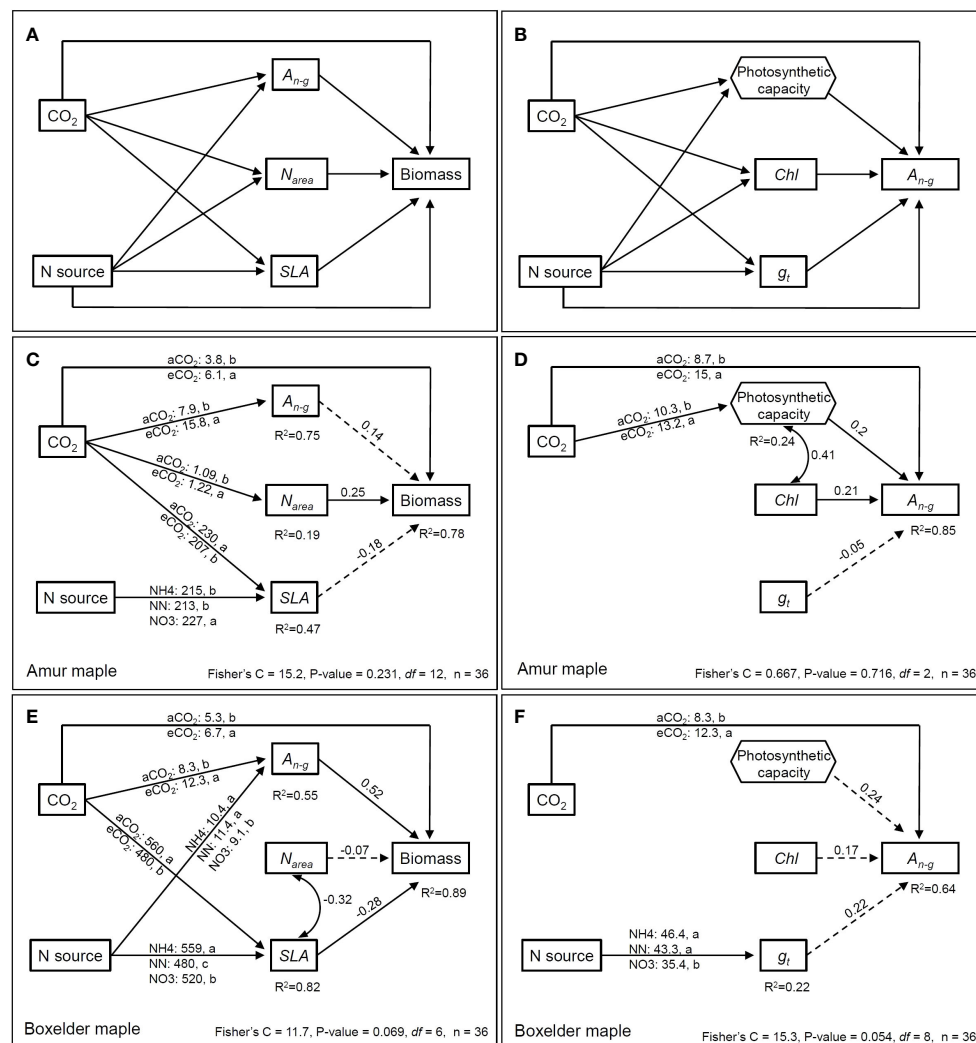 A
CO₂
N source
Aₙ₋g
N_area
SLA
Biomass
B
CO₂
N source
Photosynthetic
capacity
Chl
g_t
Aₙ₋g
C
aCO₂: 3.8, b
eCO₂: 6.1, a
CO₂
aCO₂: 7.9, b
eCO₂: 15.8, a
Aₙ₋g
R²=0.75
0.14
aCO₂: 1.09, b
eCO₂: 1.22, a
N_area
R²=0.19
0.25
Biomass
R²=0.78
aCO₂: 230, a
eCO₂: 207, b
-0.18
N source
NH4: 215, b
NN: 213, b
NO3: 227, a
SLA
R²=0.47
Amur maple
Fisher's C = 15.2, P-value = 0.231, df = 12, n = 36
D
aCO₂: 8.7, b
eCO₂: 15, a
CO₂
aCO₂: 10.3, b
eCO₂: 13.2, a
Photosynthetic
capacity
R²=0.24
0.2
0.41
Chl
0.21
Aₙ₋g
R²=0.85
-0.05
N source
g_t
Amur maple
Fisher's C = 0.667, P-value = 0.716, df = 2, n = 36
E
aCO₂: 5.3, b
eCO₂: 6.7, a
CO₂
aCO₂: 8.3, b
eCO₂: 12.3, a
Aₙ₋g
R²=0.55
0.52
aCO₂: 560, a
eCO₂: 480, b
NH4: 10.4, a
NN: 11.4, a
NO3: 9.1, b
N_area
-0.07
Biomass
R²=0.89
-0.32
-0.28
N source
NH4: 559, a
NN: 480, c
NO3: 520, b
SLA
R²=0.82
Boxelder maple
Fisher's C = 11.7, P-value = 0.069, df = 6, n = 36
F
aCO₂: 8.3, b
eCO₂: 12.3, a
CO₂
Photosynthetic
capacity
0.24
Chl
0.17
Aₙ₋g
R²=0.64
0.22
N source
NH4: 46.4, a
NN: 43.3, a
NO3: 35.4, b
g_t
R²=0.22
Boxelder maple
Fisher's C = 15.3, P-value = 0.054, df = 8, n = 36